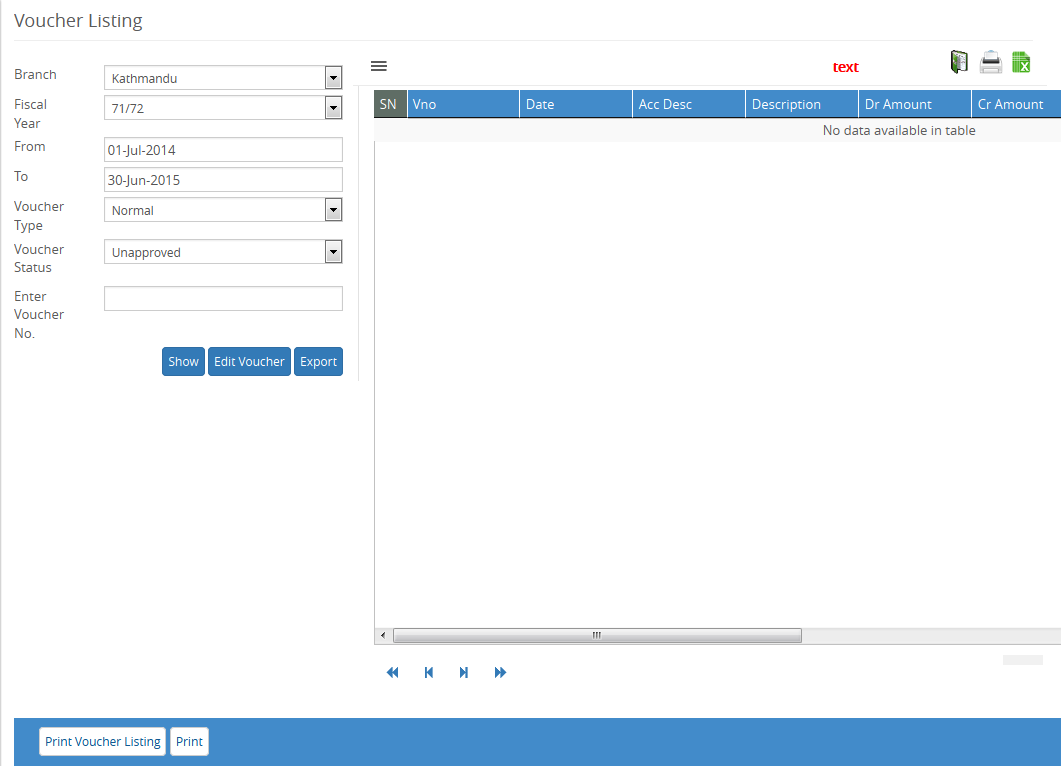 Voucher Listing
Branch
Kathmandu
Fiscal
Year
71/72
From
01-Jul-2014
To
30-Jun-2015
Voucher
Type
Normal
Voucher
Status
Unapproved
Enter
Voucher
No.
Show Edit Voucher Export
text
SN Vno Date Acc Desc Description Dr Amount Cr Amount
No data available in table
Print Voucher Listing Print